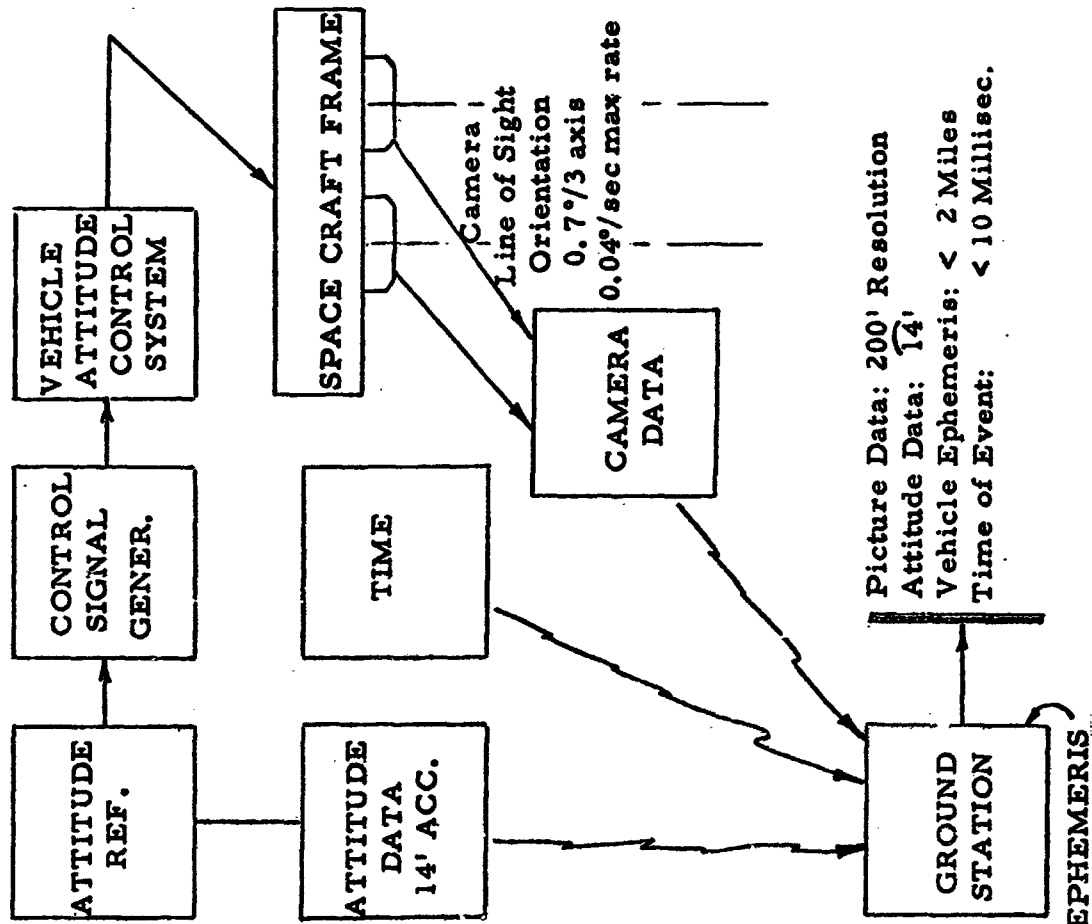 ATTITUDE
REF.
CONTROL
SIGNAL
GENER.
VEHICLE
ATTITUDE
CONTROL
SYSTEM
ATTITUDE
DATA
14' ACC.
TIME
SPACE CRAFT FRAME
Camera
Line of Sight
Orientation
0.7°/3 axis
0.04°/sec max rate
CAMERA
DATA
GROUND
STATION
EPHEMERIS
Picture Data: 200' Resolution
Attitude Data: 14'
Vehicle Ephemeris: < 2 Miles
Time of Event: < 10 Millisec.